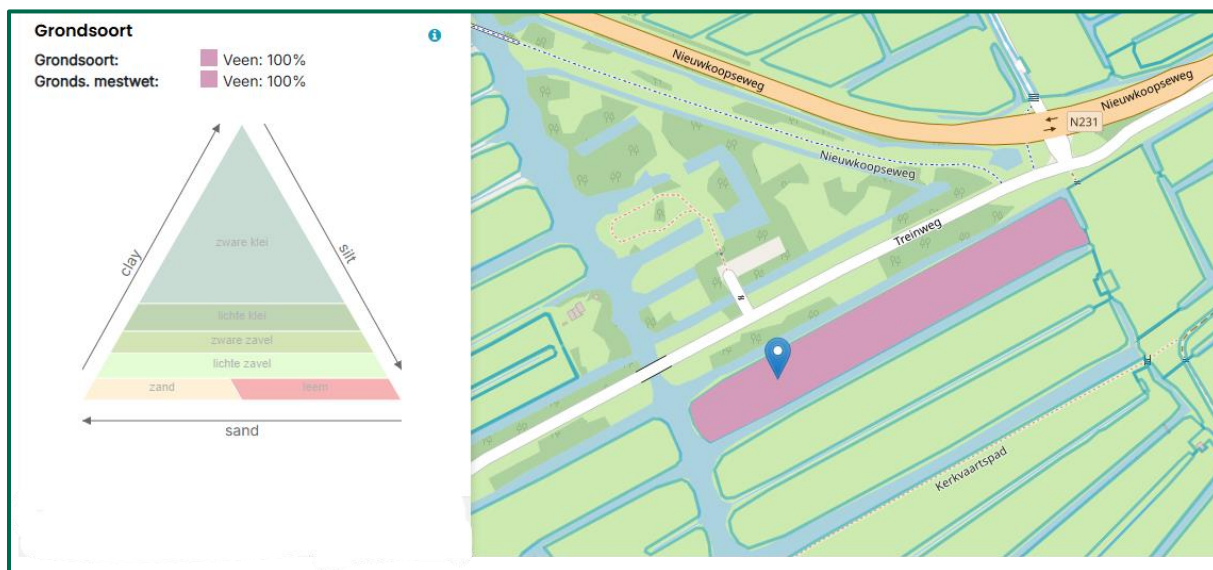 Grondsoort
Grondsoort: Veen: 100%
Gronds. mestwet: Veen: 100%
clay
silt
zware klei
lichte klei
zware zavel
lichte zavel
zand
leem
sand
Nieuwkoopseweg
Nieuwkoopseweg
N231
Nieuwkoopseweg
Treinweg
Kerkvaartspad